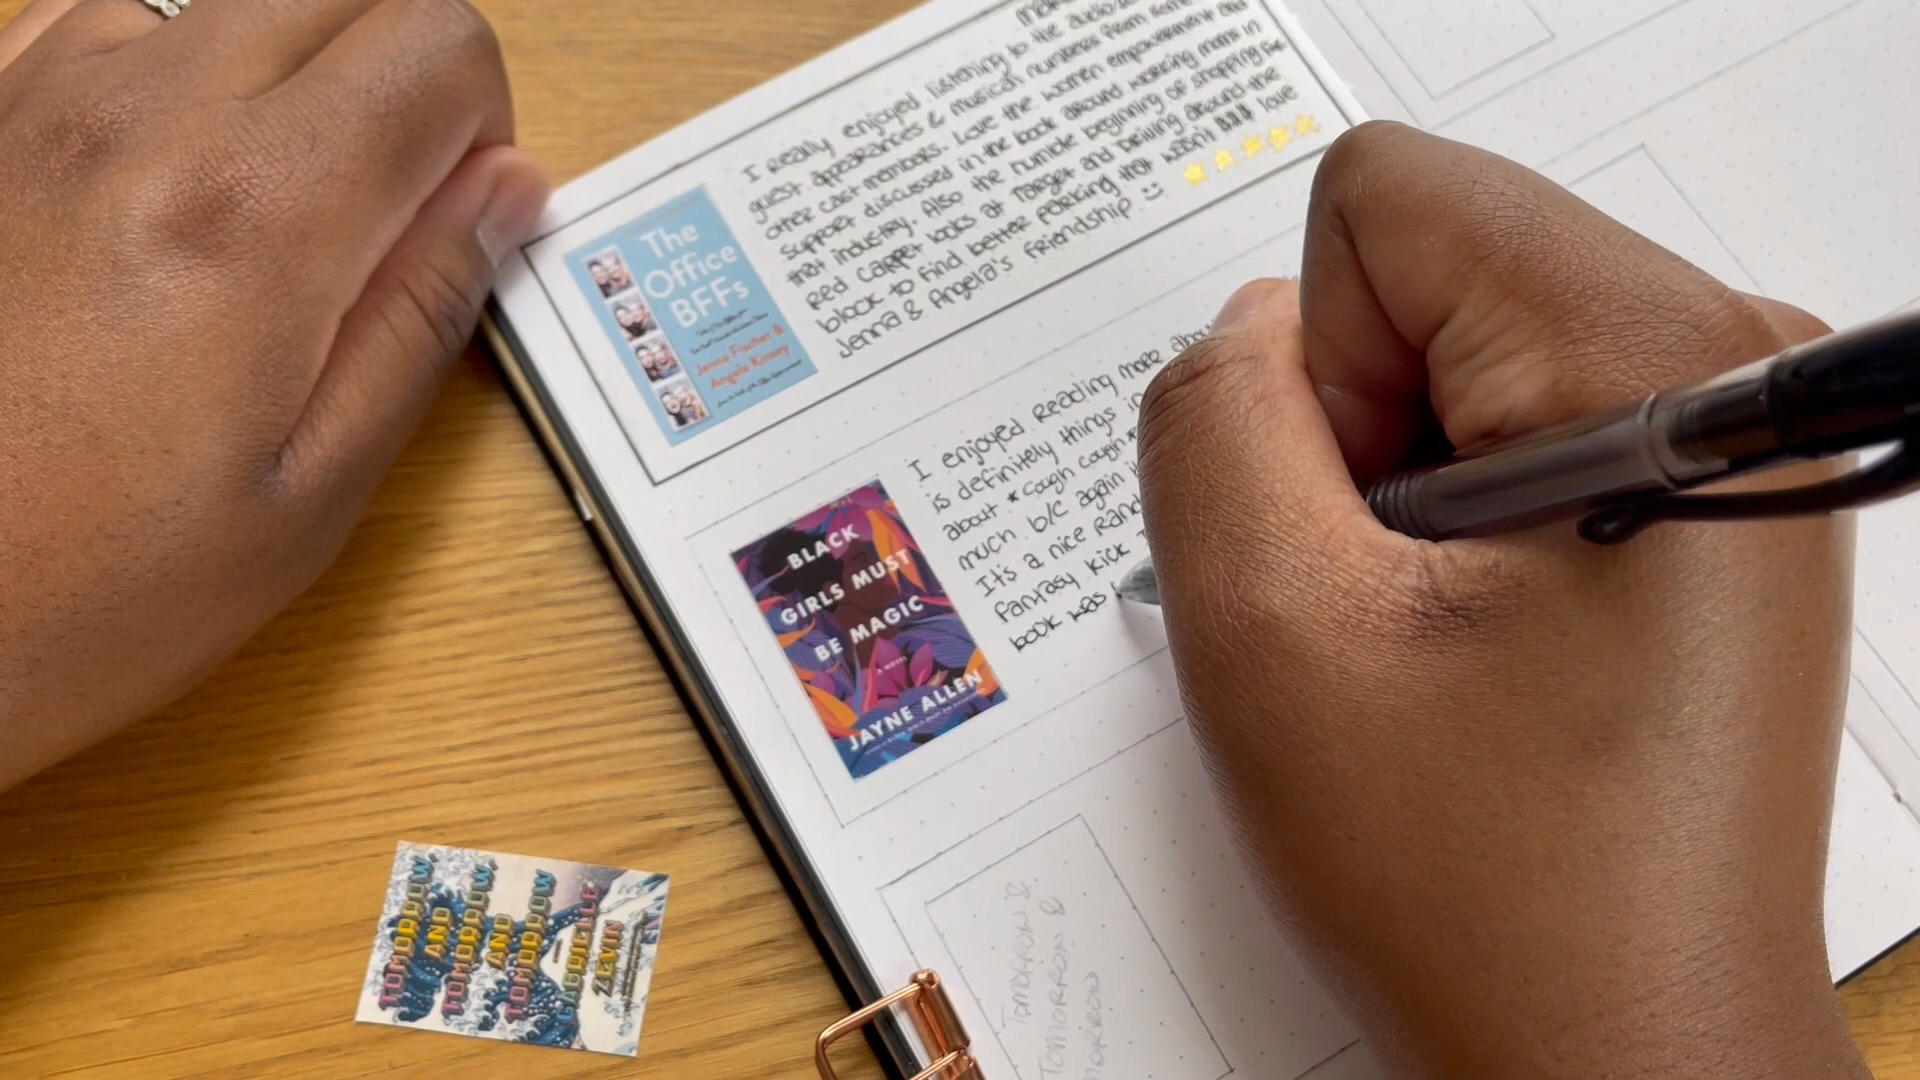 I really enjoyed listening to the audio
guest appearances & musical numbers from some
other cast members. Love the women empowerment and
support discussed in the book around working moms in
that industry. Also the humble beginning of shopping for
red carpet looks at Target and driving around the
block to find better parking that wasn't $$$ love
Jenna & Angela's friendship
The
Office
BFFs
Jenna Fischer &
Angela Kinsey
I enjoyed reading more abou
is definitely things in
about *cough cough*
much b/c again i
It's a nice rand
fantasy kick
book was
BLACK
GIRLS MUST
BE MAGIC
A NOVEL
JAYNE ALLEN
TOMORROW,
AND
TOMORROW,
AND
TOMORROW
GABRIELLE
ZEVIN
TOMORROW &
TOMORROW &
MORROW